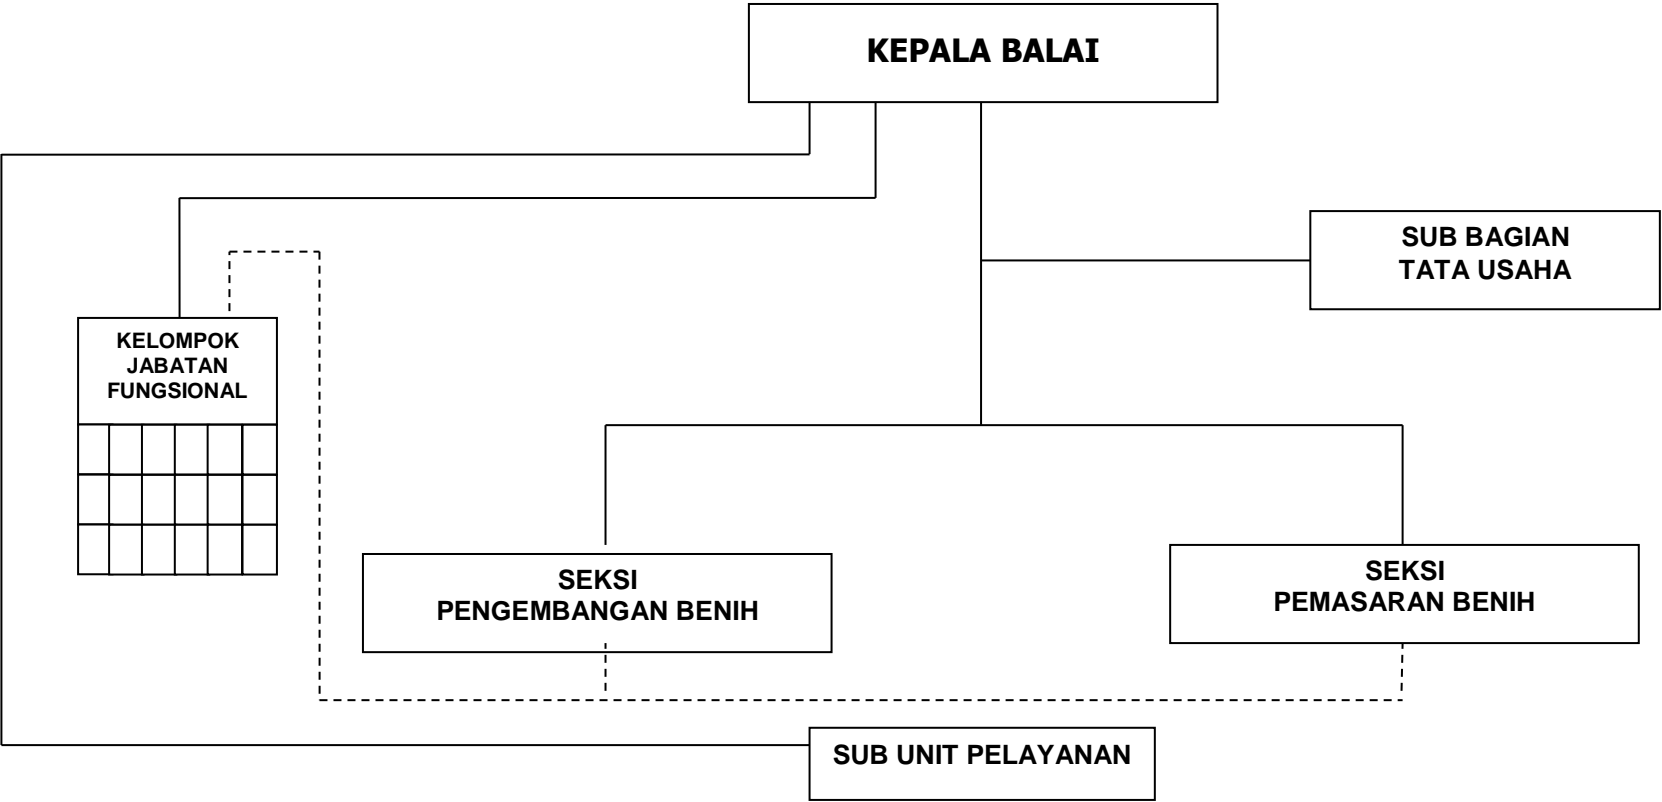 KEPALA BALAI
SUB BAGIAN
TATA USAHA
KELOMPOK
JABATAN
FUNGSIONAL
SEKSI
PENGEMBANGAN BENIH
SEKSI
PEMASARAN BENIH
SUB UNIT PELAYANAN